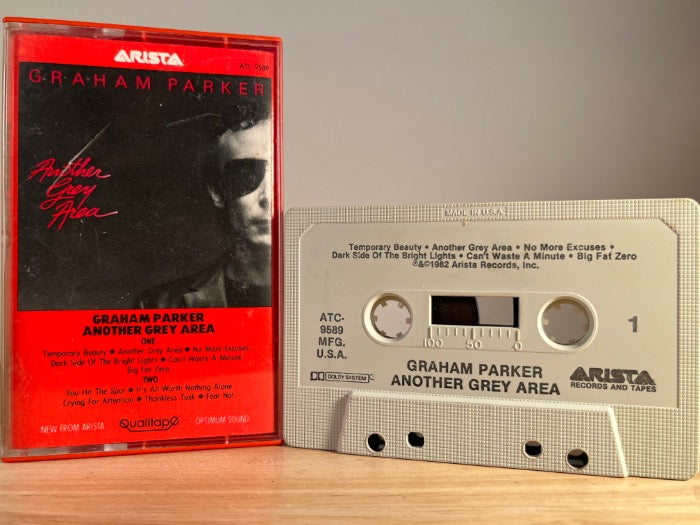 ARISTA
ATC 9589
GRAHAM PARKER
Another
Grey
Area
GRAHAM PARKER
ANOTHER GREY AREA
ONE
Temporary Beauty • Another Grey Area • No More Excuses
Dark Side Of The Bright Lights • Can't Waste A Minute
Big Fat Zero
TWO
You Hit The Spot • It's All Worth Nothing Alone
Crying For Attention • Thankless Task • Fear Not
NEW FROM ARISTA
Qualitape
OPTIMUM SOUND
MADE IN U.S.A.
Temporary Beauty • Another Grey Area • No More Excuses •
Dark Side Of The Bright Lights • Can't Waste A Minute • Big Fat Zero
℗&©1982 Arista Records, Inc.
ATC-
9589
MFG.
U.S.A.
100 50 0
1
DOLBY SYSTEM
GRAHAM PARKER
ANOTHER GREY AREA
ARISTA
RECORDS AND TAPES